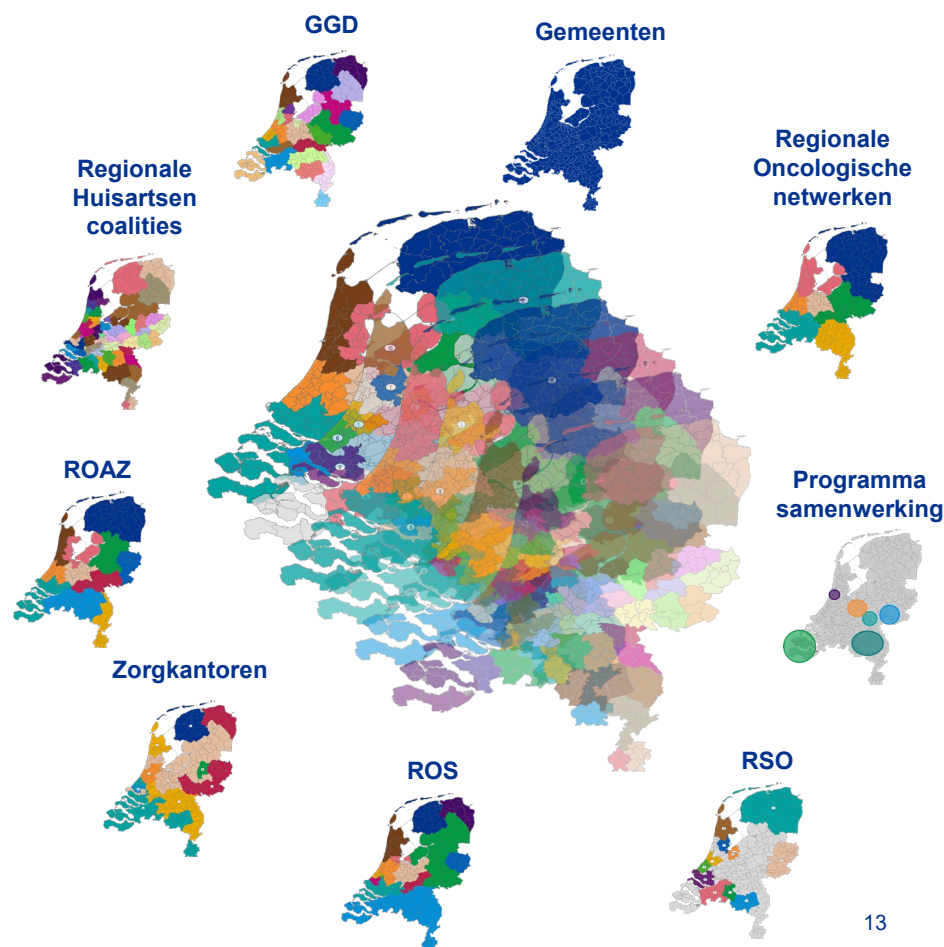 GGD
Gemeenten
Regionale
Oncologische
netwerken
Regionale
Huisartsen
coalities
ROAZ
Programma
samenwerking
Zorgkantoren
ROS
RSO
13